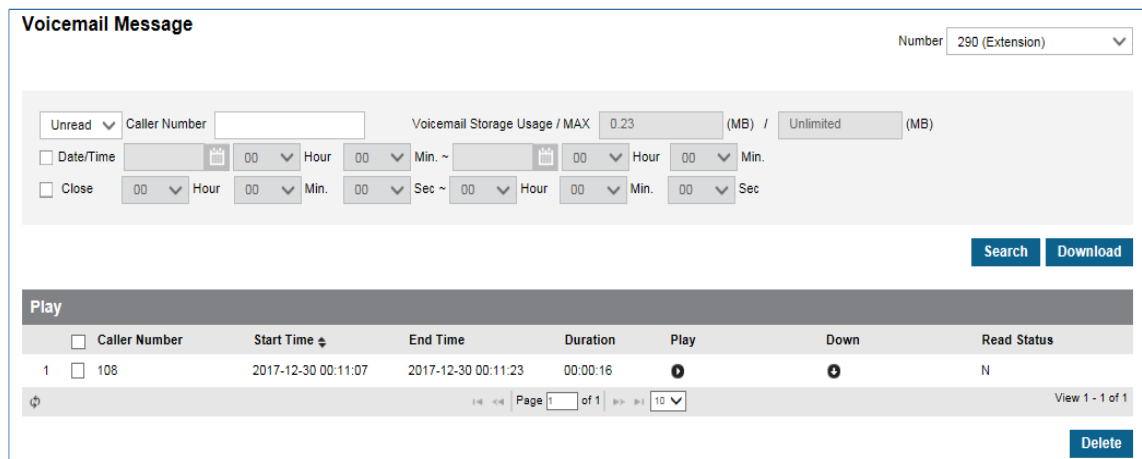 Voicemail Message
Number 290 (Extension)
Unread Caller Number Voicemail Storage Usage / MAX 0.23 (MB) / Unlimited (MB)
Date/Time 00 Hour 00 Min. ~ 00 Hour 00 Min.
Close 00 Hour 00 Min. 00 Sec ~ 00 Hour 00 Min. 00 Sec
Search Download
Play
Caller Number Start Time End Time Duration Play Down Read Status
1 108 2017-12-30 00:11:07 2017-12-30 00:11:23 00:00:16 N
Page 1 of 1 10 View 1 - 1 of 1
Delete